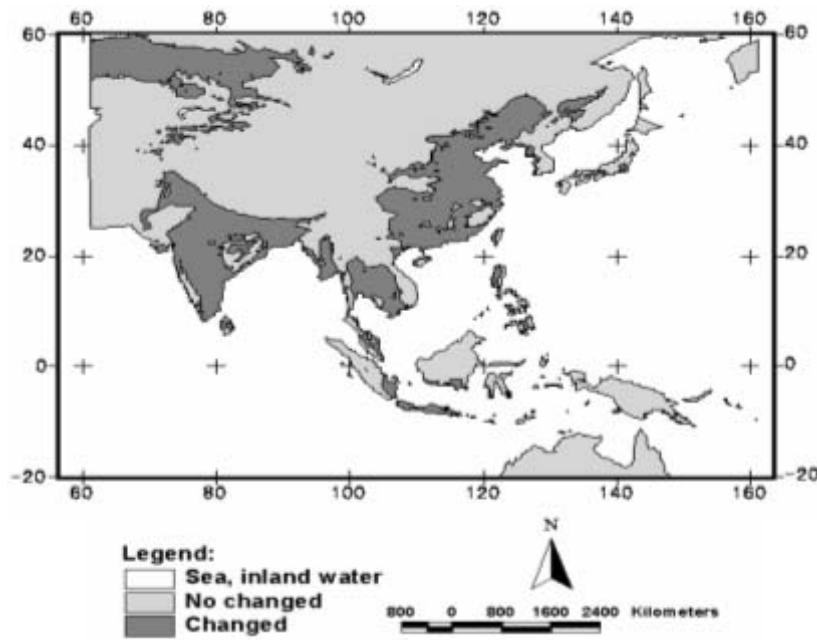 60 80 100 120 140 160
60 60
40 40
20 20
0 0
-20 -20
60 80 100 120 140 160
N
Legend:
Sea, inland water
No changed
Changed
800 0 800 1600 2400 Kilometers